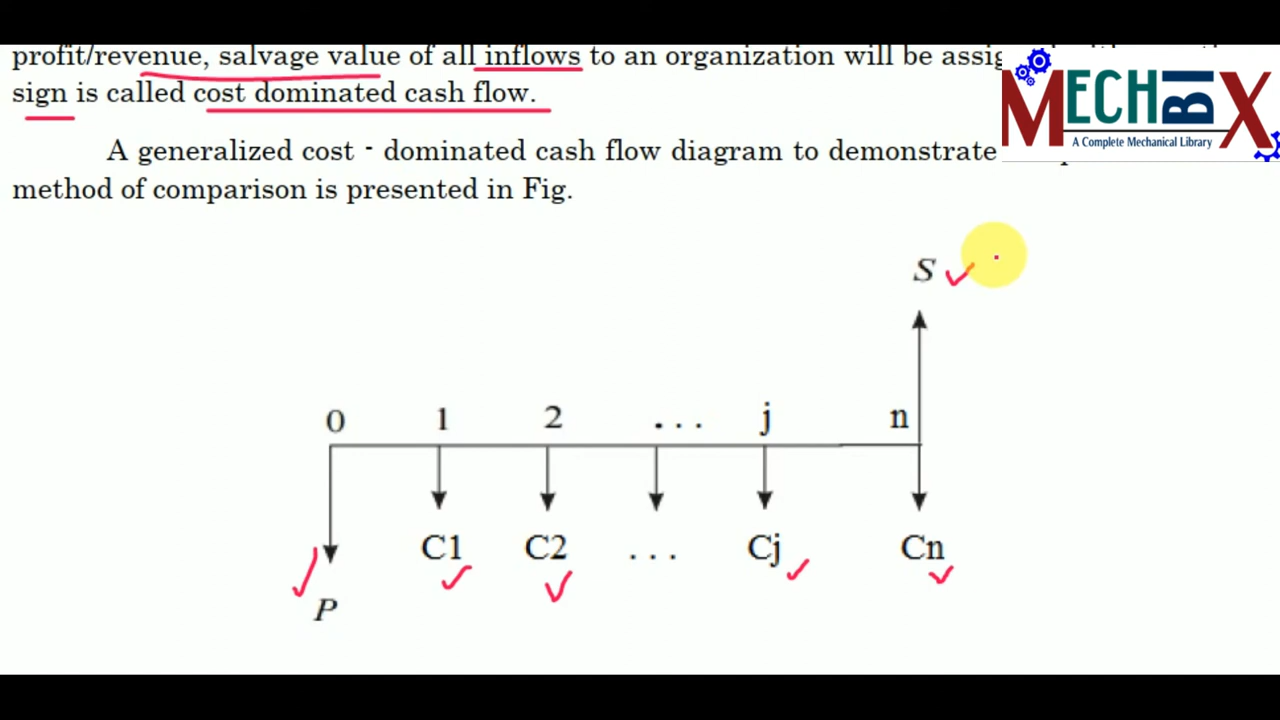 profit/revenue, salvage value of all inflows to an organization will be
sign is called cost dominated cash flow.
MECHBIX
A Complete Mechanical Library
A generalized cost - dominated cash flow diagram to demonstrate
method of comparison is presented in Fig.
S
0 1 2 ... j n
C1 C2 ... Cj Cn
P